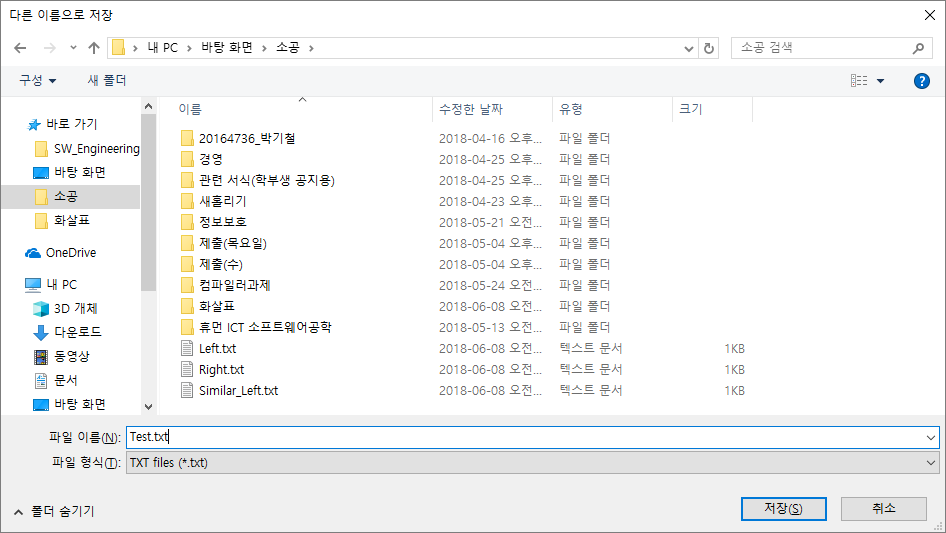 다른 이름으로 저장
내 PC 바탕 화면 소공
소공 검색
구성 새 폴더
바로 가기
SW_Engineering
바탕 화면
소공
화살표
OneDrive
내 PC
3D 개체
다운로드
동영상
문서
바탕 화면
이름 수정한 날짜 유형 크기
20164736_박기철 2018-04-16 오후... 파일 폴더
경영 2018-04-25 오후... 파일 폴더
관련 서식(학부생 공지용) 2018-04-25 오후... 파일 폴더
새홀리기 2018-04-23 오후... 파일 폴더
정보보호 2018-05-21 오전... 파일 폴더
제출(목요일) 2018-05-04 오후... 파일 폴더
제출(수) 2018-05-04 오후... 파일 폴더
컴파일러과제 2018-05-24 오전... 파일 폴더
화살표 2018-06-08 오전... 파일 폴더
휴먼 ICT 소프트웨어공학 2018-05-13 오전... 파일 폴더
Left.txt 2018-06-08 오전... 텍스트 문서 1KB
Right.txt 2018-06-08 오전... 텍스트 문서 1KB
Similar_Left.txt 2018-06-08 오전... 텍스트 문서 1KB
파일 이름(N): Test.txt
파일 형식(T): TXT files (*.txt)
폴더 숨기기
저장(S) 취소